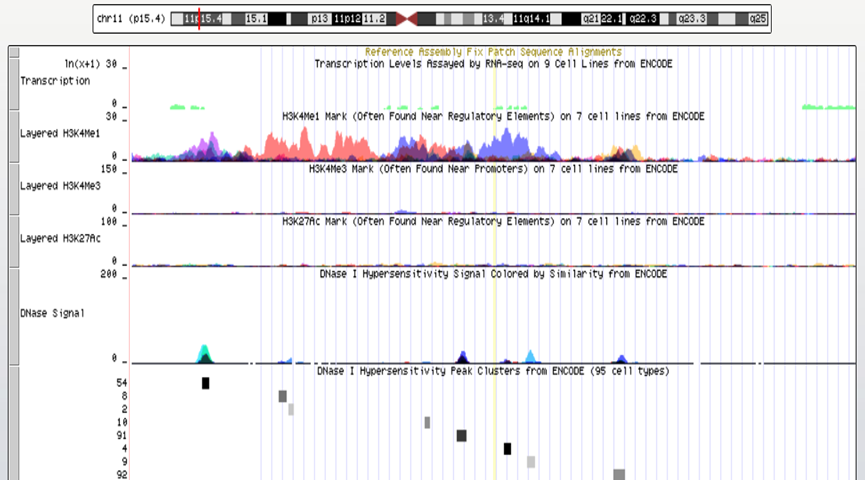 chr11 (p15.4) 11p15.4 15.1 p13 11p12 11.2 13.4 11q14.1 q21 22.1 q22.3 q23.3 q25
Reference Assembly Fix Patch Sequence Alignments
Transcription Levels Assayed by RNA-seq on 9 Cell Lines from ENCODE
ln(x+1) 30 _
Transcription
0 _
H3K4Me1 Mark (Often Found Near Regulatory Elements) on 7 cell lines from ENCODE
30 _
Layered H3K4Me1
0 _
H3K4Me3 Mark (Often Found Near Promoters) on 7 cell lines from ENCODE
150 _
Layered H3K4Me3
0 _
H3K27Ac Mark (Often Found Near Regulatory Elements) on 7 cell lines from ENCODE
100 _
Layered H3K27Ac
0 _
DNase I Hypersensitivity Signal Colored by Similarity from ENCODE
200 _
DNase Signal
0 _
DNase I Hypersensitivity Peak Clusters from ENCODE (95 cell types)
54
8
2
10
91
4
9
92